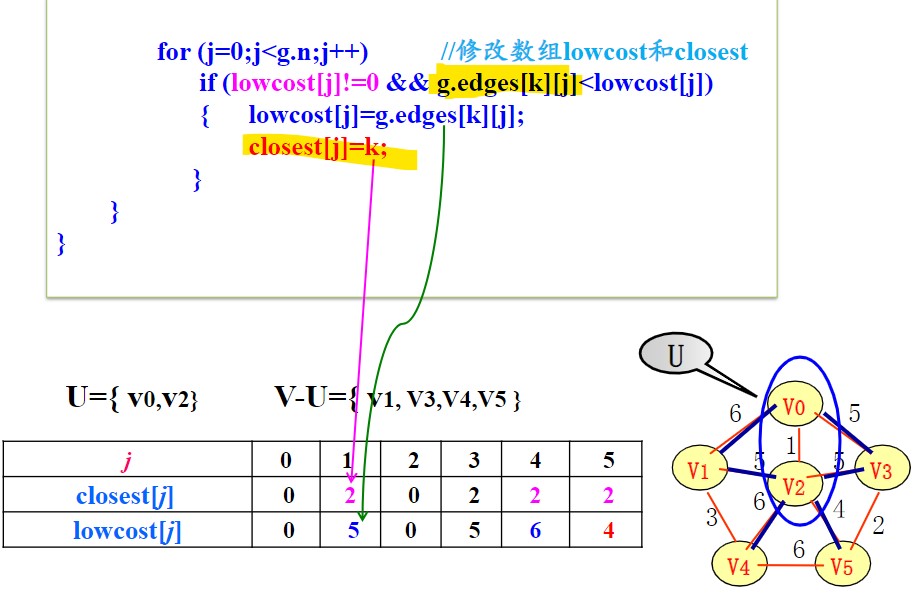 for (j=0;j<g.n;j++) //修改数组lowcost和closest
if (lowcost[j]!=0 && g.edges[k][j]<lowcost[j])
{ lowcost[j]=g.edges[k][j];
closest[j]=k;
}
}
}
U={ v0,v2} V-U={ v1, V3,V4,V5 }
j 0 1 2 3 4 5
closest[j] 0 2 0 2 2 2
lowcost[j] 0 5 0 5 6 4
U
V0
6 5
1
V1 5 5 V3
V2
6 4
3 2
6
V4 V5